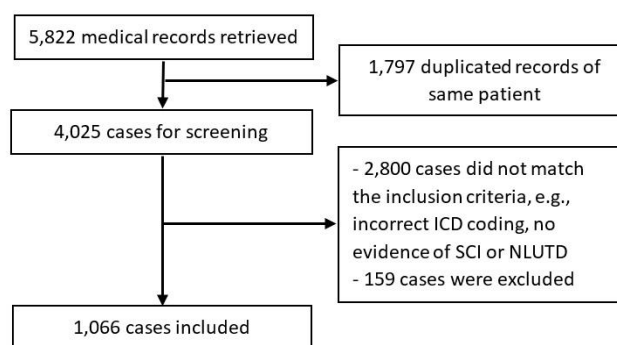 5,822 medical records retrieved
1,797 duplicated records of
same patient
4,025 cases for screening
- 2,800 cases did not match
the inclusion criteria, e.g.,
incorrect ICD coding, no
evidence of SCI or NLUTD
- 159 cases were excluded
1,066 cases included